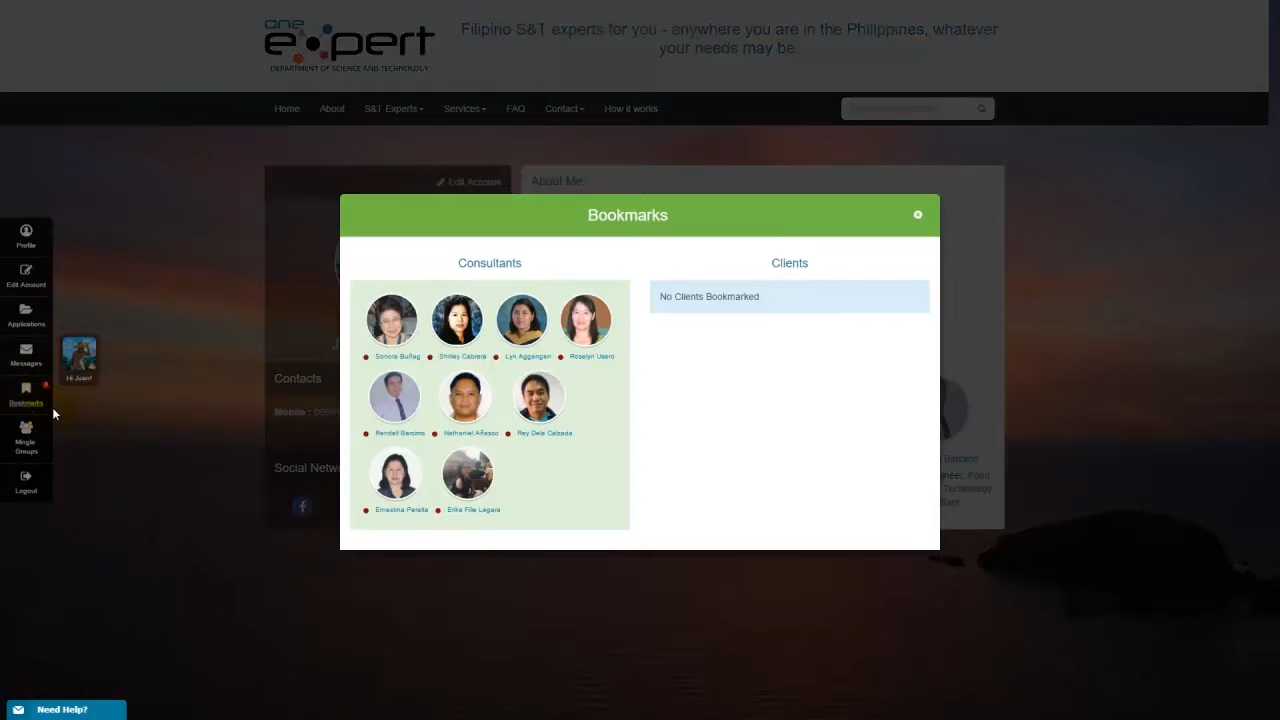 one
expert
DEPARTMENT OF SCIENCE AND TECHNOLOGY
Filipino S&T experts for you - anywhere you are in the Philippines, whatever
your needs may be.
Home About S&T Experts Services FAQ Contact How it works
Edit Account
About Me:
Bookmarks
Consultants
Clients
No Clients Bookmarked
Sonora Buñag Shirley Cabrera Lyn Aggangan Roselyn Usero
Rendell Barcimo Nathaniel Añasco Rey Dela Calzada
Ernestina Peralta Erika Fille Legara
Profile
Edit Account
Applications
Messages
Bookmarks
Mingle
Groups
Logout
Hi Juan!
Contacts
Mobile :
Social Netw
Food
Technology
Need Help?